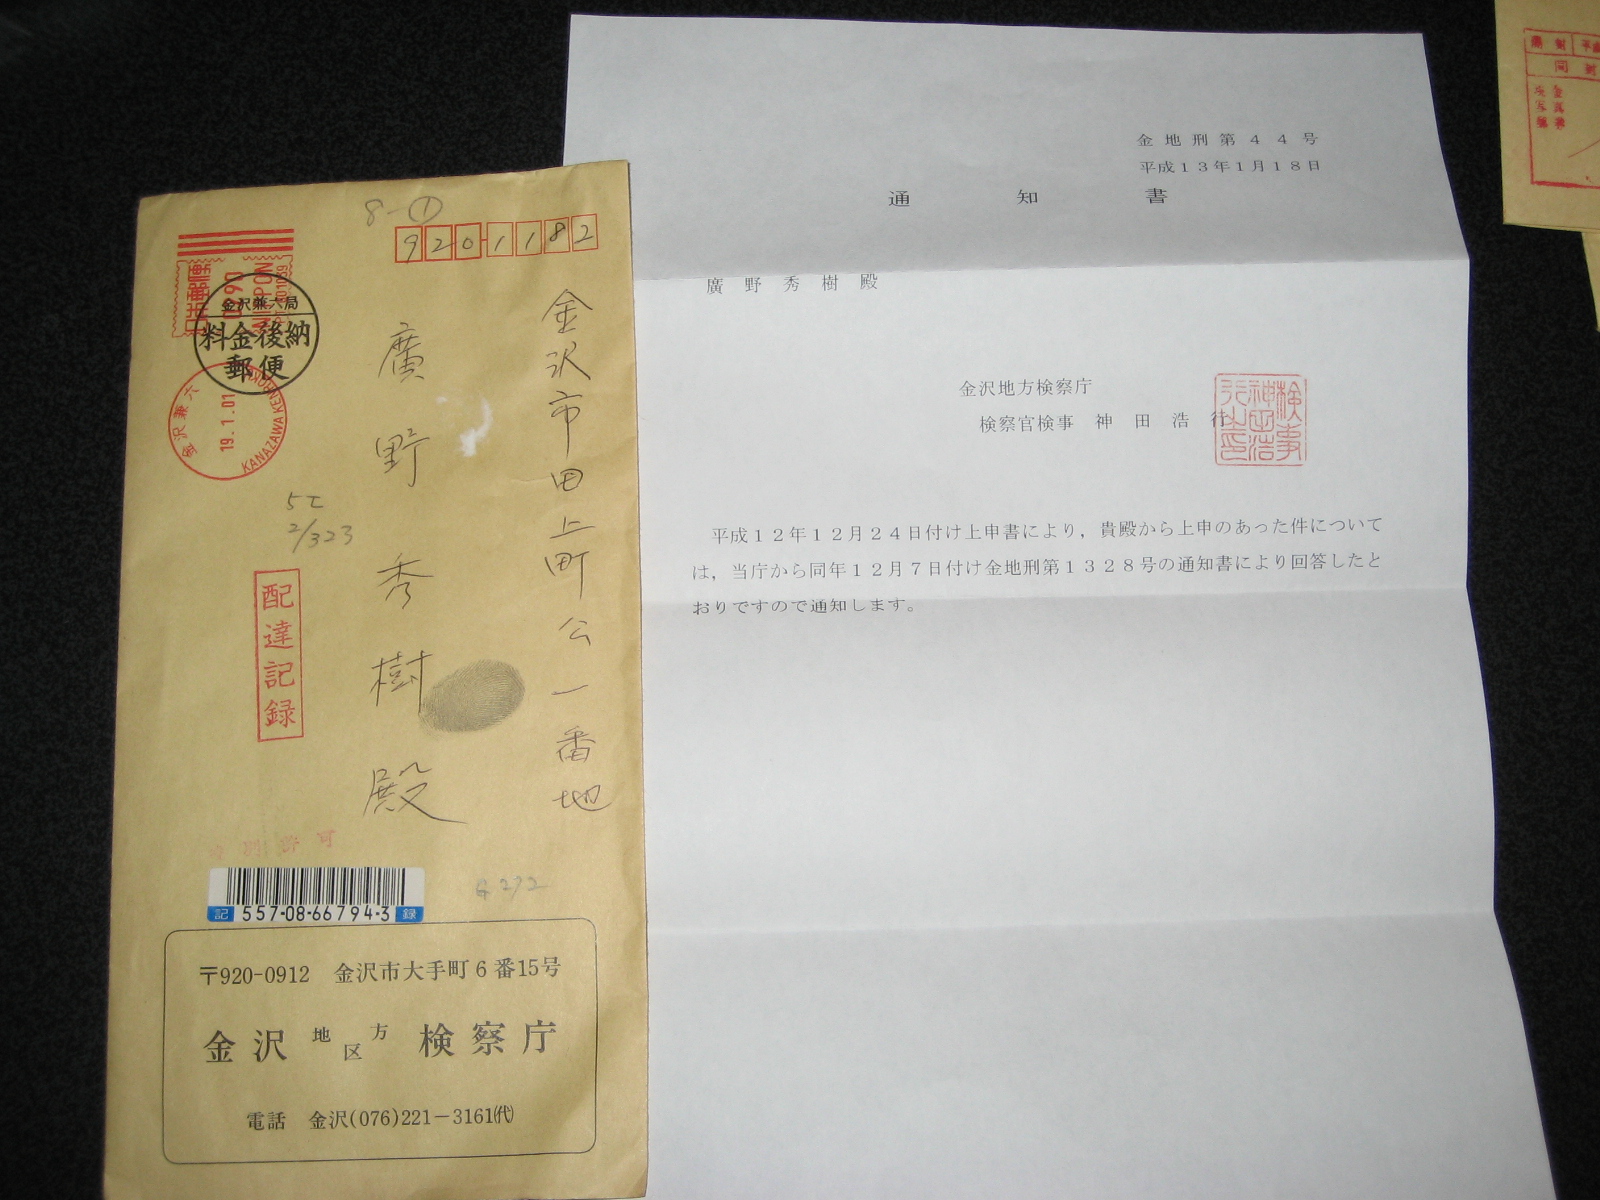 8-①
920-1182
金沢市田上町公一番地
廣野秀樹殿
NIPPON
金沢兼六局
料金後納
郵便
金沢兼六
19.1.01
KANAZAWA KENROKU
5工
2/323
配達記録
特別許可
記 557-08-66794-3 録
〒920-0912 金沢市大手町6番15号
金沢地方検察庁
区
電話 金沢(076)221-3161㈹
金地刑第44号
平成13年1月18日
通知書
廣野秀樹殿
金沢地方検察庁
検察官検事 神田浩行
検事神田浩行之印
平成12年12月24日付け上申書により，貴殿から上申のあった件について
は，当庁から同年12月7日付け金地刑第1328号の通知書により回答したと
おりですので通知します。